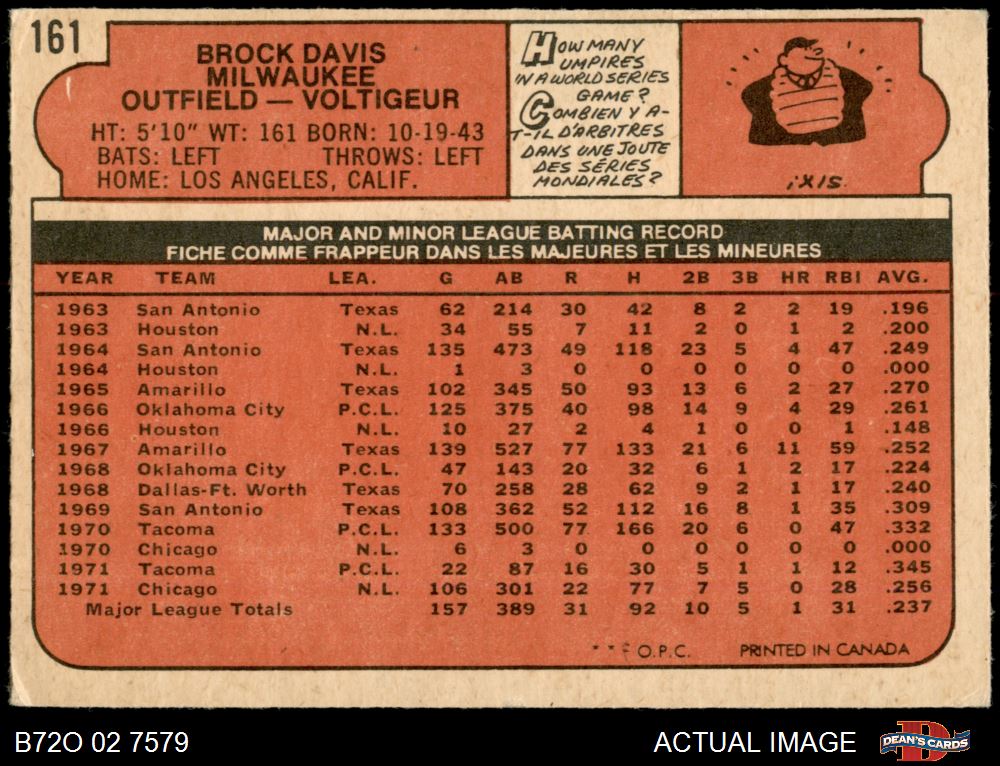 161
BROCK DAVIS
MILWAUKEE
OUTFIELD — VOLTIGEUR
HT: 5'10" WT: 161 BORN: 10-19-43
BATS: LEFT THROWS: LEFT
HOME: LOS ANGELES, CALIF.
HOW MANY
UMPIRES
IN A WORLD SERIES
GAME?
COMBIEN Y A-
T-IL D'ARBITRES
DANS UNE JOUTE
DES SÉRIES
MONDIALES?
¡XIS
MAJOR AND MINOR LEAGUE BATTING RECORD
FICHE COMME FRAPPEUR DANS LES MAJEURES ET LES MINEURES
YEAR TEAM LEA. G AB R H 2B 3B HR RBI AVG.
1963 San Antonio Texas 62 214 30 42 8 2 2 19 .196
1963 Houston N.L. 34 55 7 11 2 0 1 2 .200
1964 San Antonio Texas 135 473 49 118 23 5 4 47 .249
1964 Houston N.L. 1 3 0 0 0 0 0 0 .000
1965 Amarillo Texas 102 345 50 93 13 6 2 27 .270
1966 Oklahoma City P.C.L. 125 375 40 98 14 9 4 29 .261
1966 Houston N.L. 10 27 2 4 1 0 0 1 .148
1967 Amarillo Texas 139 527 77 133 21 6 11 59 .252
1968 Oklahoma City P.C.L. 47 143 20 32 6 1 2 17 .224
1968 Dallas-Ft. Worth Texas 70 258 28 62 9 2 1 17 .240
1969 San Antonio Texas 108 362 52 112 16 8 1 35 .309
1970 Tacoma P.C.L. 133 500 77 166 20 6 0 47 .332
1970 Chicago N.L. 6 3 0 0 0 0 0 0 .000
1971 Tacoma P.C.L. 22 87 16 30 5 1 1 12 .345
1971 Chicago N.L. 106 301 22 77 7 5 0 28 .256
Major League Totals 157 389 31 92 10 5 1 31 .237
* * O.P.C. PRINTED IN CANADA
B72O 02 7579
ACTUAL IMAGE
D
DEAN'S CARDS